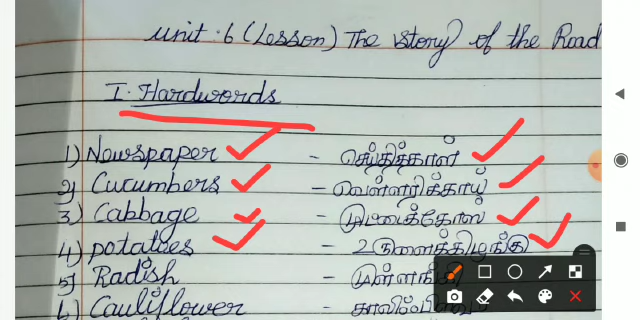 unit : 6 (Lesson) The Story of the Road
I. Hardwords
1) Newspaper - செய்தித்தாள்
2) Cucumbers - வெள்ளரிக்காய்
3) Cabbage - முட்டைக்கோஸ்
4) potatoes - உருளைக்கிழங்கு
5) Radish - முள்ளங்கி
6) Cauliflower -